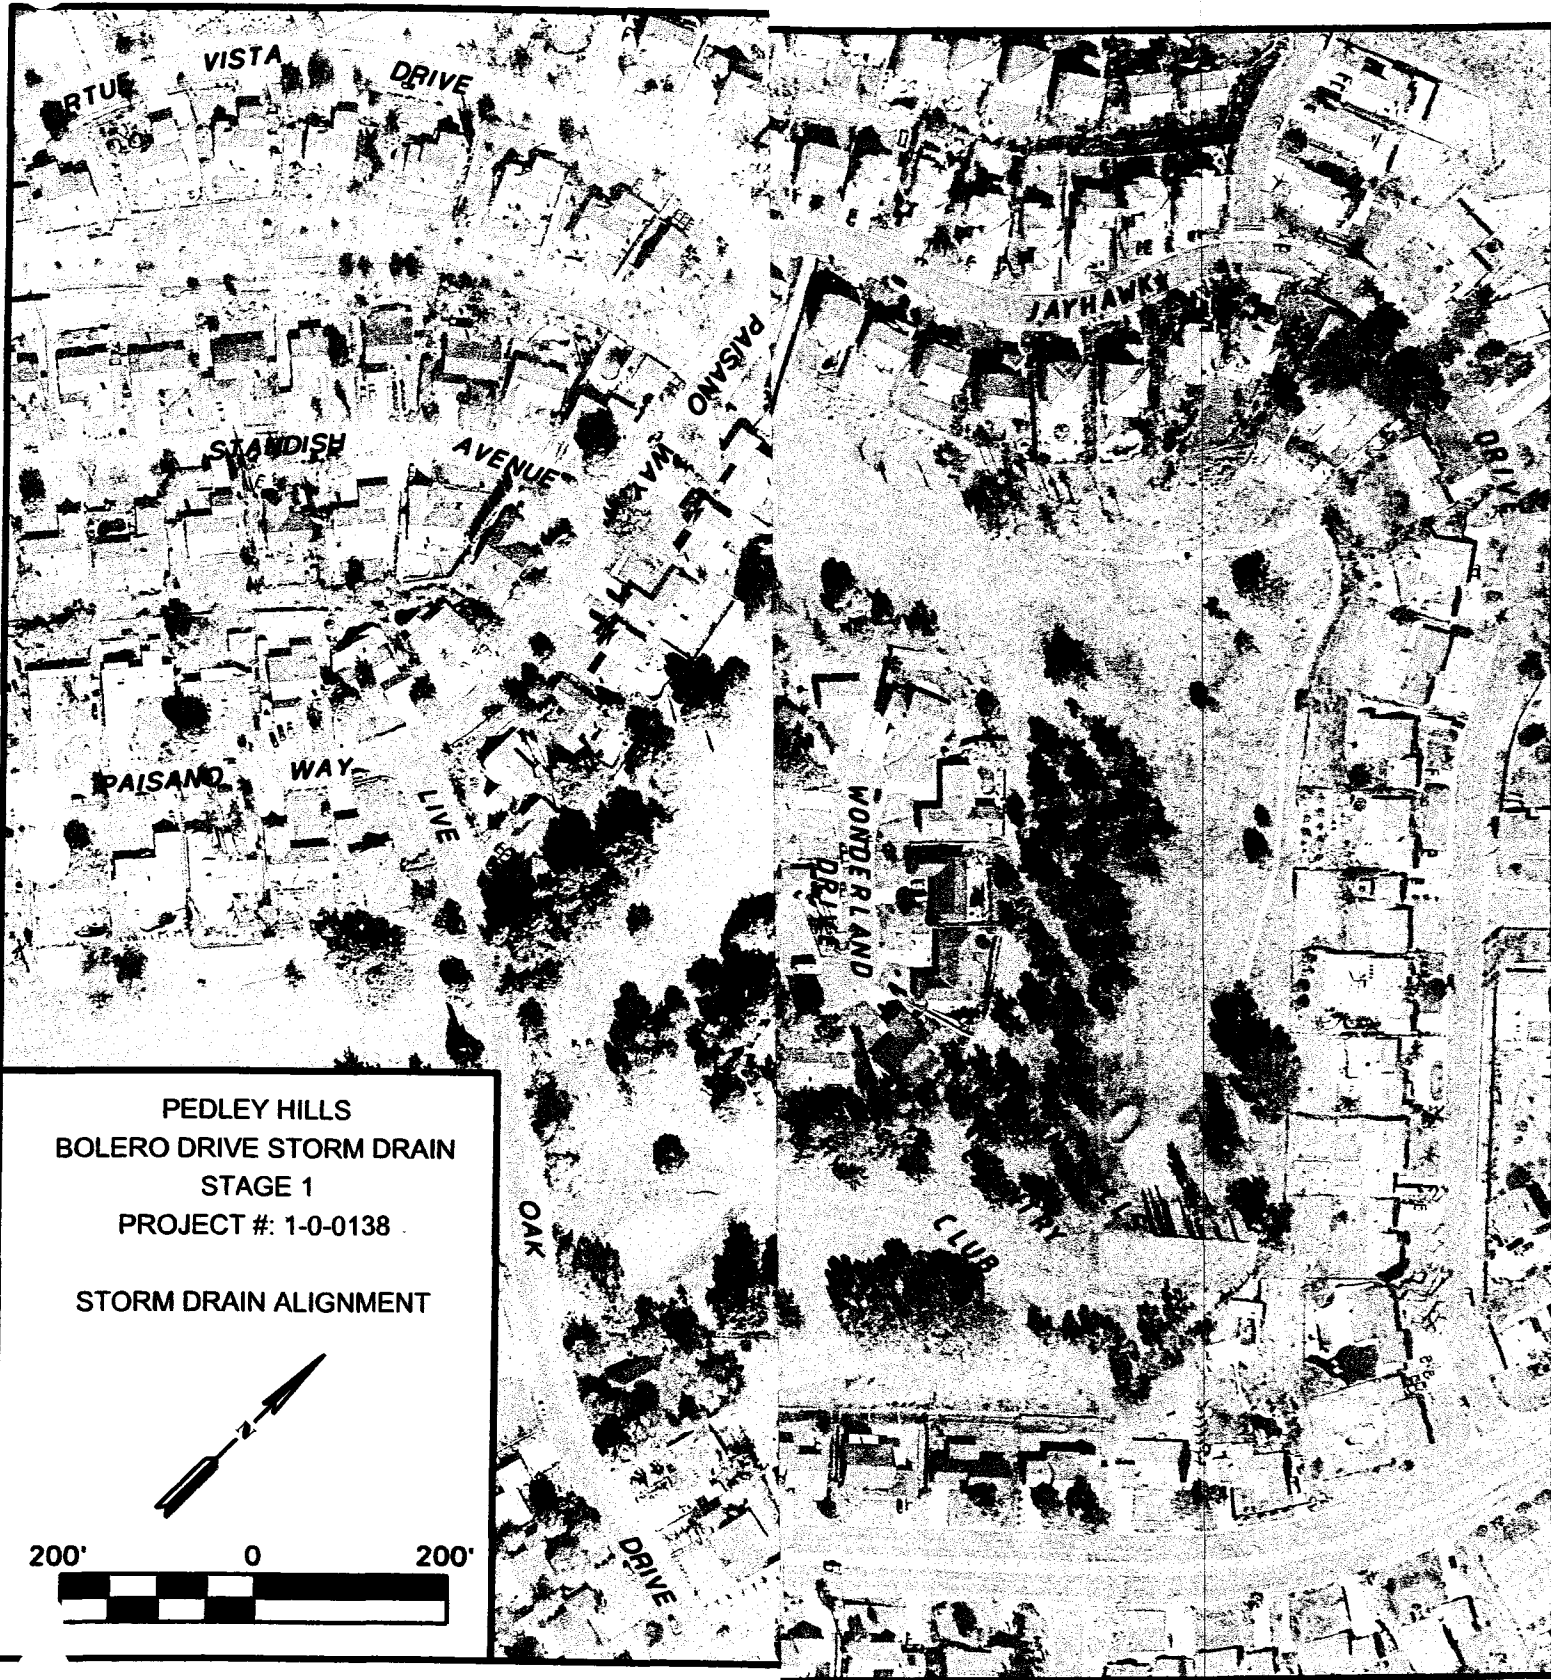 VISTA
DRIVE
JAYHAWK
PAISANO
WAY
STANDISH
AVENUE
DRIVE
PAISANO
WAY
LIVE
WONDERLAND
DRIVE
OAK
CLUB
DRIVE
PEDLEY HILLS
BOLERO DRIVE STORM DRAIN
STAGE 1
PROJECT #: 1-0-0138
STORM DRAIN ALIGNMENT
N
200' 0 200'